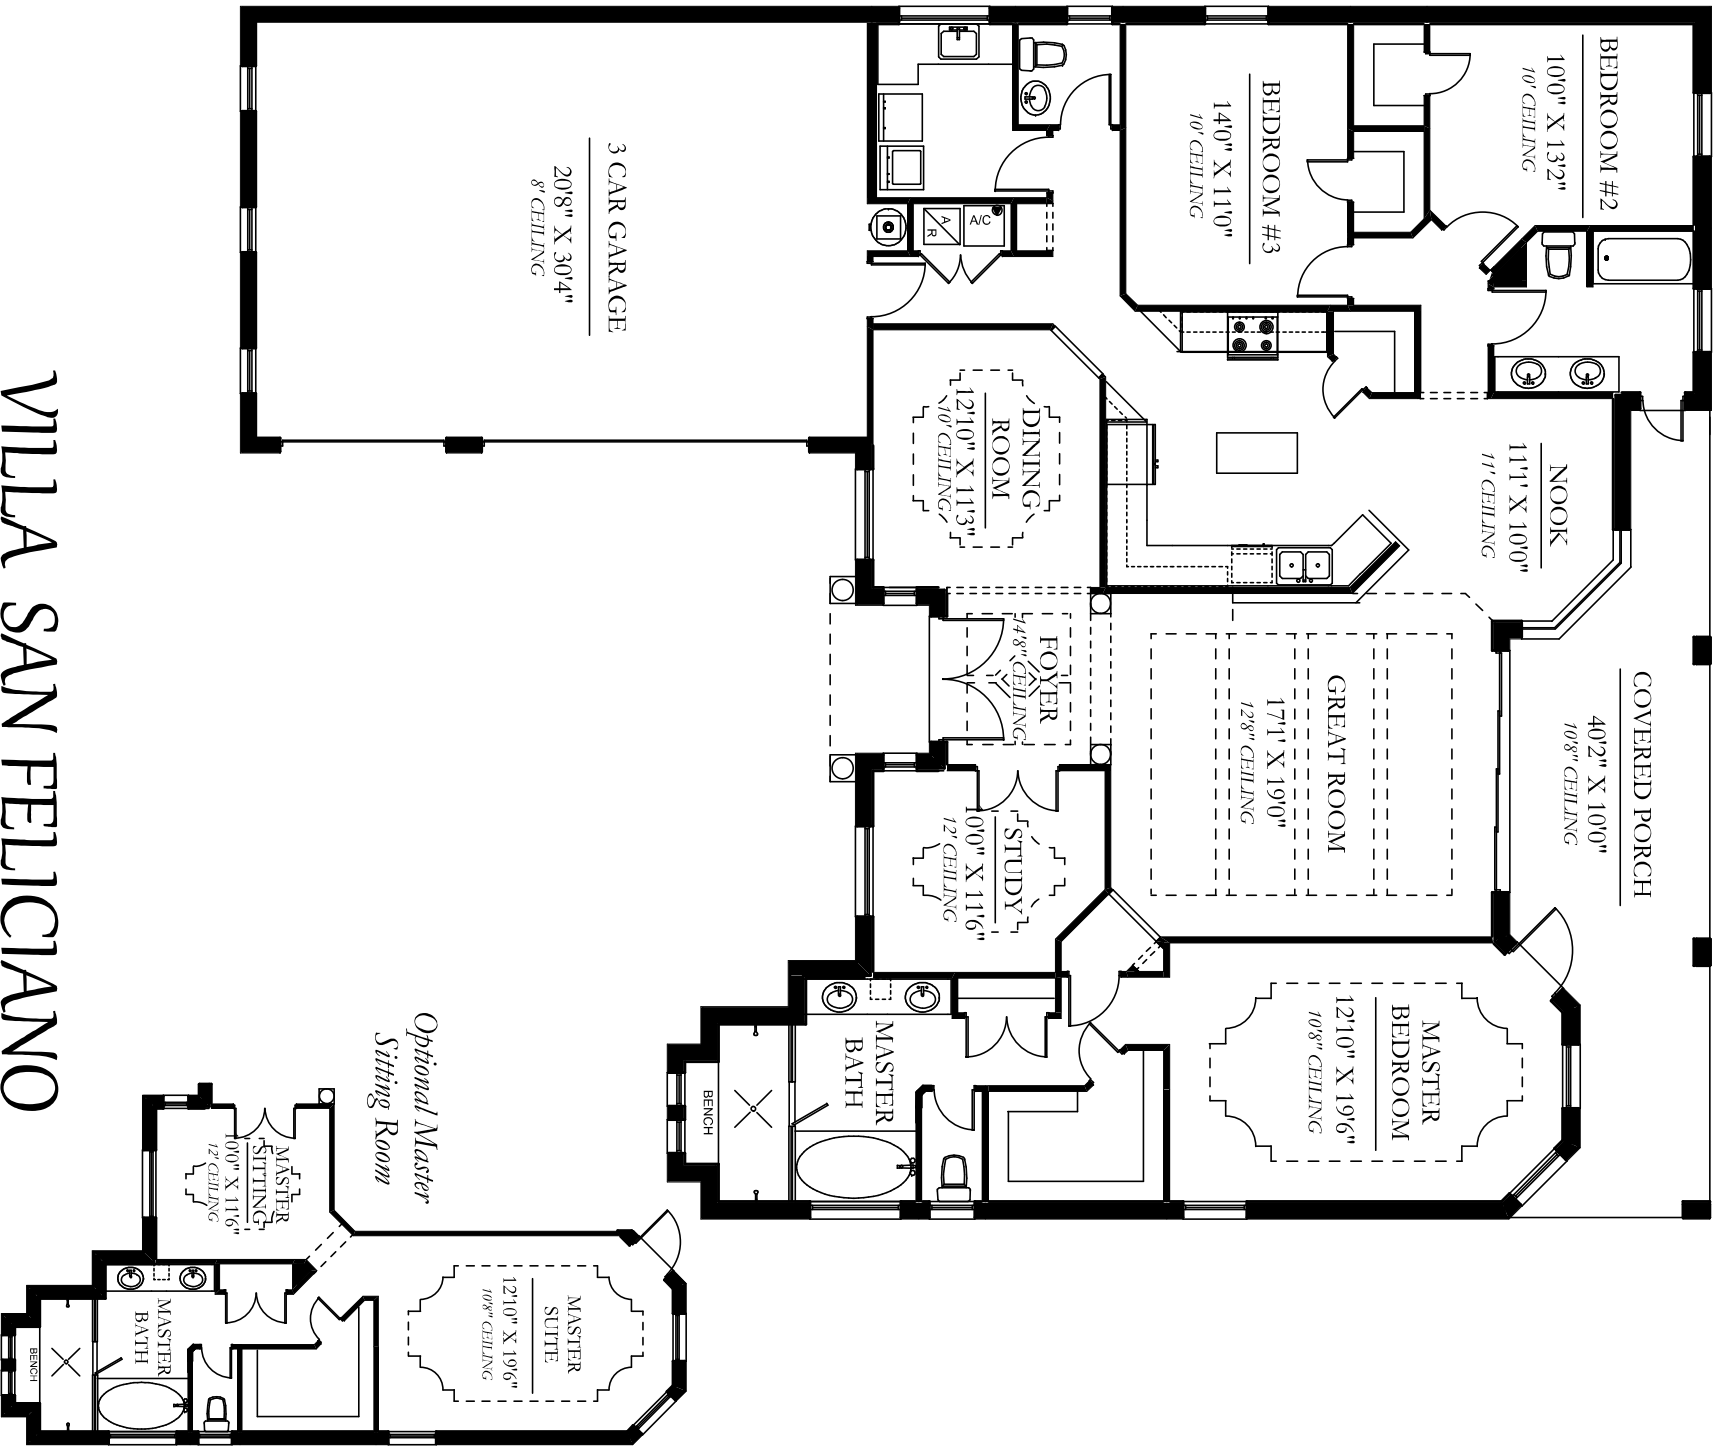 COVERED PORCH
40'2" X 10'0"
10'8" CEILING
BEDROOM #2
10'0" X 13'2"
10' CEILING
NOOK
11'1' X 10'0"
11' CEILING
MASTER
BEDROOM
12'10" X 19'6"
10'8" CEILING
BEDROOM #3
14'0" X 11'0"
10' CEILING
GREAT ROOM
17'1' X 19'0"
12'8" CEILING
A/C
A
R
DINING
ROOM
12'10" X 11'3"
10' CEILING
FOYER
14'8" CEILING
STUDY
10'0" X 11'6"
12' CEILING
MASTER
BATH
BENCH
3 CAR GARAGE
20'8" X 30'4"
8' CEILING
Optional Master
Sitting Room
MASTER
SUITE
12'10" X 19'6"
10'8" CEILING
MASTER
SITTING
10'0" X 11'6"
12' CEILING
MASTER
BATH
BENCH
VILLA SAN FELICIANO